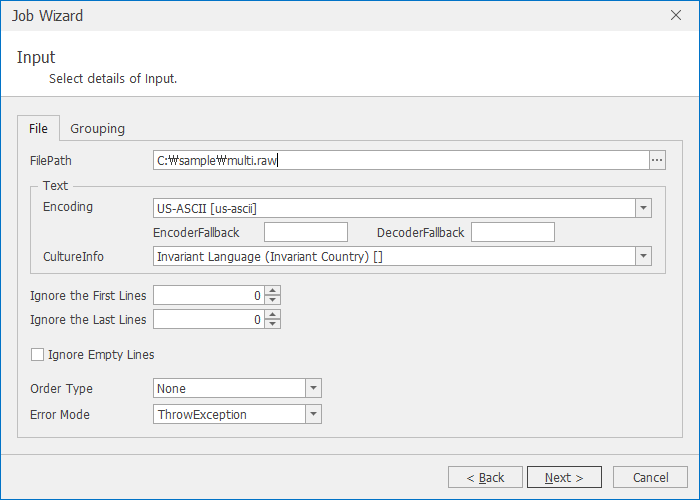 Job Wizard
Input
Select details of Input.
File Grouping
FilePath C:₩sample₩multi.raw ...
Text
Encoding US-ASCII [us-ascii]
EncoderFallback DecoderFallback
CultureInfo Invariant Language (Invariant Country) []
Ignore the First Lines 0
Ignore the Last Lines 0
Ignore Empty Lines
Order Type None
Error Mode ThrowException
< Back Next > Cancel